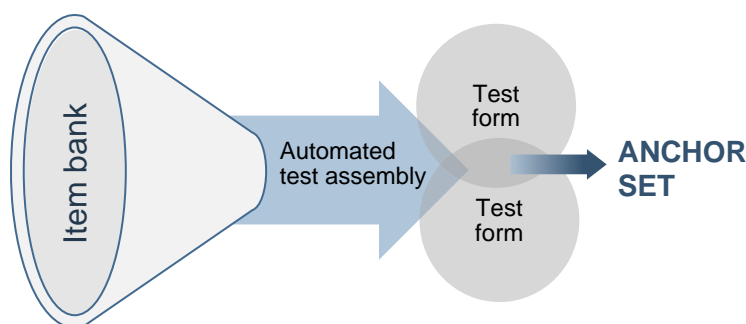 Item bank
Automated
test assembly
Test
form
Test
form
ANCHOR
SET